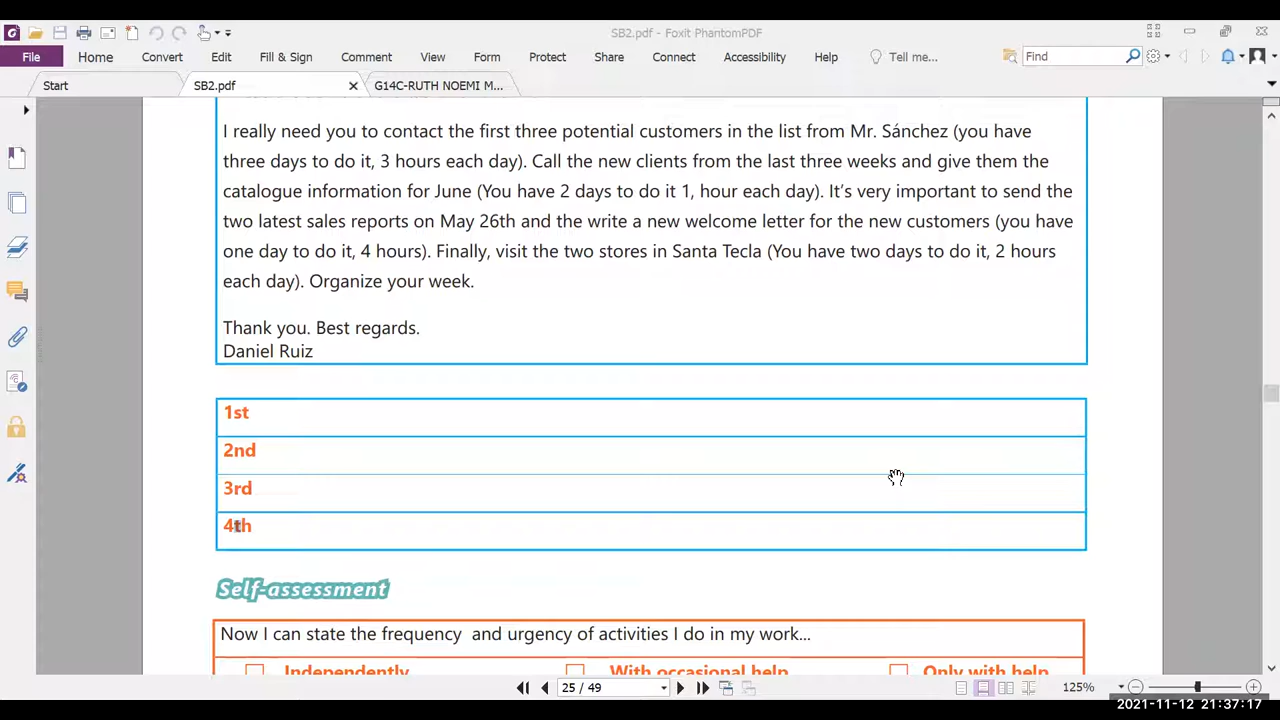 SB2.pdf - Foxit PhantomPDF
File Home Convert Edit Fill & Sign Comment View Form Protect Share Connect Accessibility Help Tell me... Find
Start SB2.pdf G14C-RUTH NOEMI M...
I really need you to contact the first three potential customers in the list from Mr. Sánchez (you have
three days to do it, 3 hours each day). Call the new clients from the last three weeks and give them the
catalogue information for June (You have 2 days to do it 1, hour each day). It’s very important to send the
two latest sales reports on May 26th and the write a new welcome letter for the new customers (you have
one day to do it, 4 hours). Finally, visit the two stores in Santa Tecla (You have two days to do it, 2 hours
each day). Organize your week.
Thank you. Best regards.
Daniel Ruiz
1st
2nd
3rd
4th
Self-assessment
Now I can state the frequency and urgency of activities I do in my work...
Independently With occasional help Only with help
25 / 49 125%
2021-11-12 21:37:17